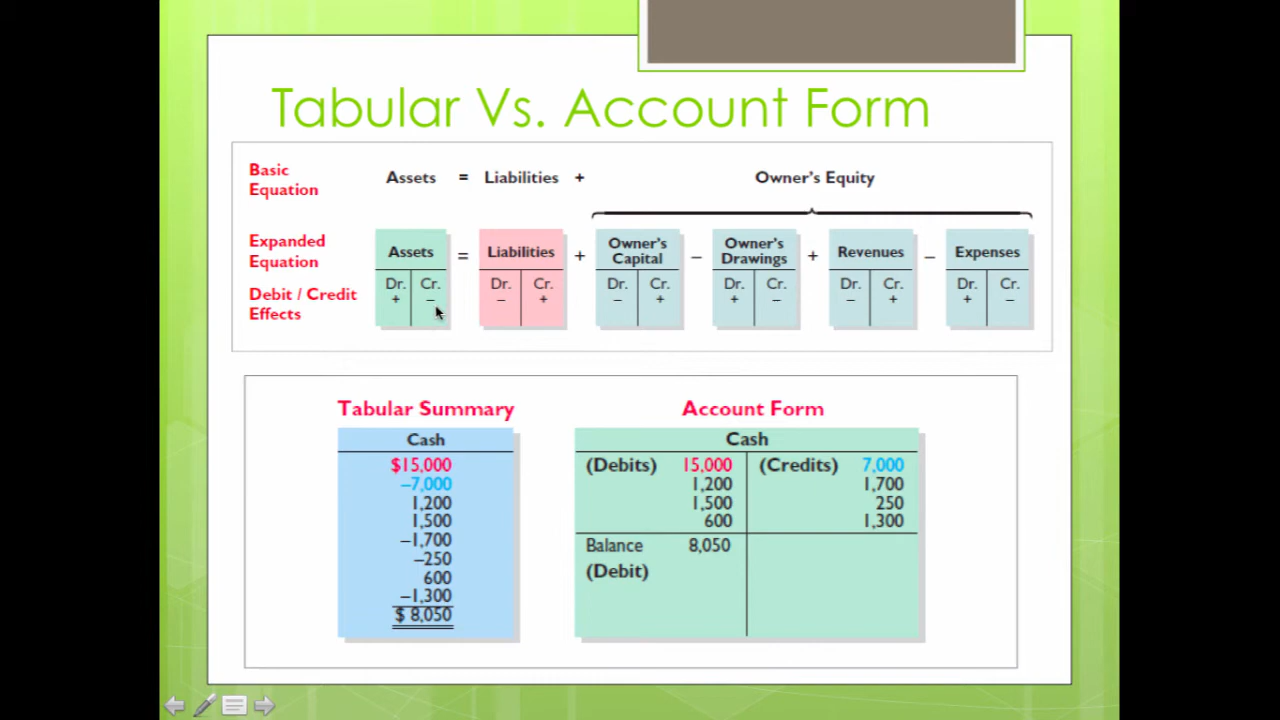 Tabular Vs. Account Form
Basic Equation
Assets = Liabilities + Owner's Equity
Expanded Equation
Debit / Credit Effects
Assets
Dr. Cr.
+ –
=
Liabilities
Dr. Cr.
– +
+
Owner's Capital
Dr. Cr.
– +
–
Owner's Drawings
Dr. Cr.
+ –
+
Revenues
Dr. Cr.
– +
–
Expenses
Dr. Cr.
+ –
Tabular Summary
Cash
$15,000
–7,000
1,200
1,500
–1,700
–250
600
–1,300
$ 8,050
Account Form
Cash
(Debits) 15,000 (Credits) 7,000
1,200 1,700
1,500 250
600 1,300
Balance 8,050
(Debit)